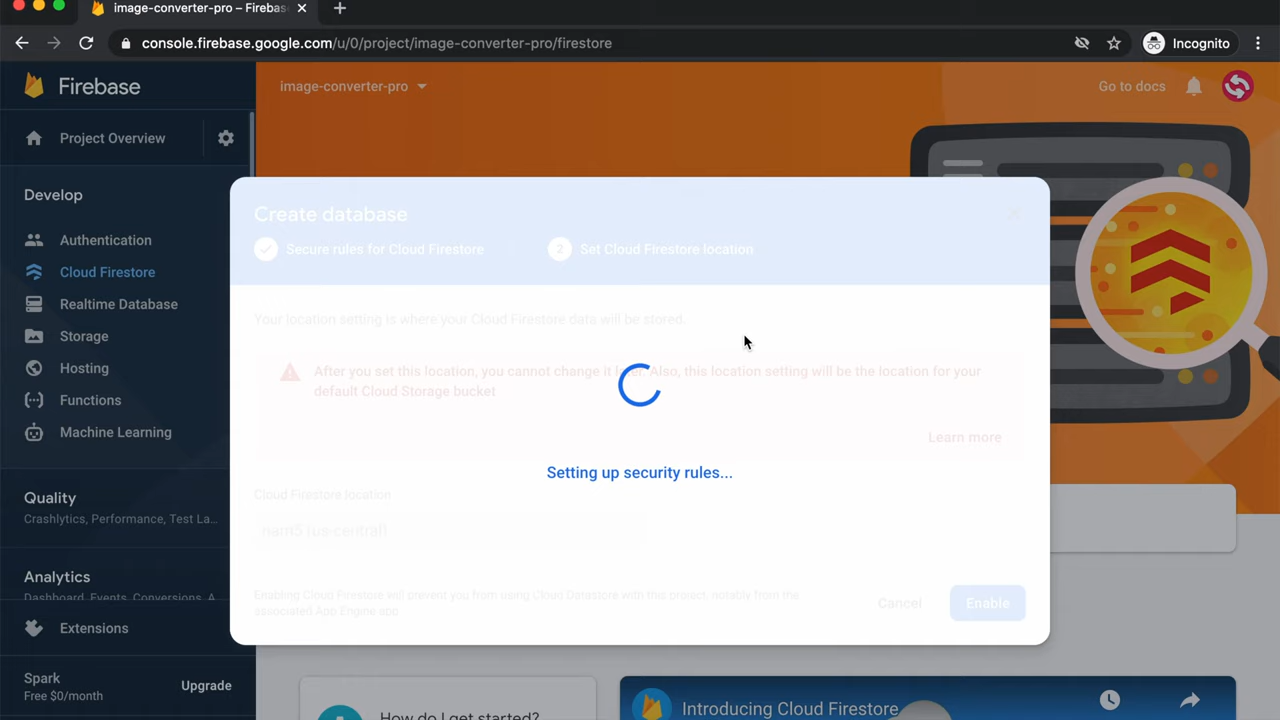 image-converter-pro – Firebas
console.firebase.google.com/u/0/project/image-converter-pro/firestore
Incognito
Firebase
image-converter-pro
Go to docs
Project Overview
Develop
Authentication
Cloud Firestore
Realtime Database
Storage
Hosting
Functions
Machine Learning
Quality
Crashlytics, Performance, Test La...
Analytics
Dashboard, Events, Conversions, A
Extensions
Spark
Free $0/month
Upgrade
Create database
Secure rules for Cloud Firestore
2 Set Cloud Firestore location
Your location setting is where your Cloud Firestore data will be stored.
After you set this location, you cannot change it later. Also, this location setting will be the location for your
default Cloud Storage bucket
Learn more
Setting up security rules...
Cloud Firestore location
nam5 (us-central)
Enabling Cloud Firestore will prevent you from using Cloud Datastore with this project, notably from the
associated App Engine app
Cancel
Enable
How do I get started?
Introducing Cloud Firestore